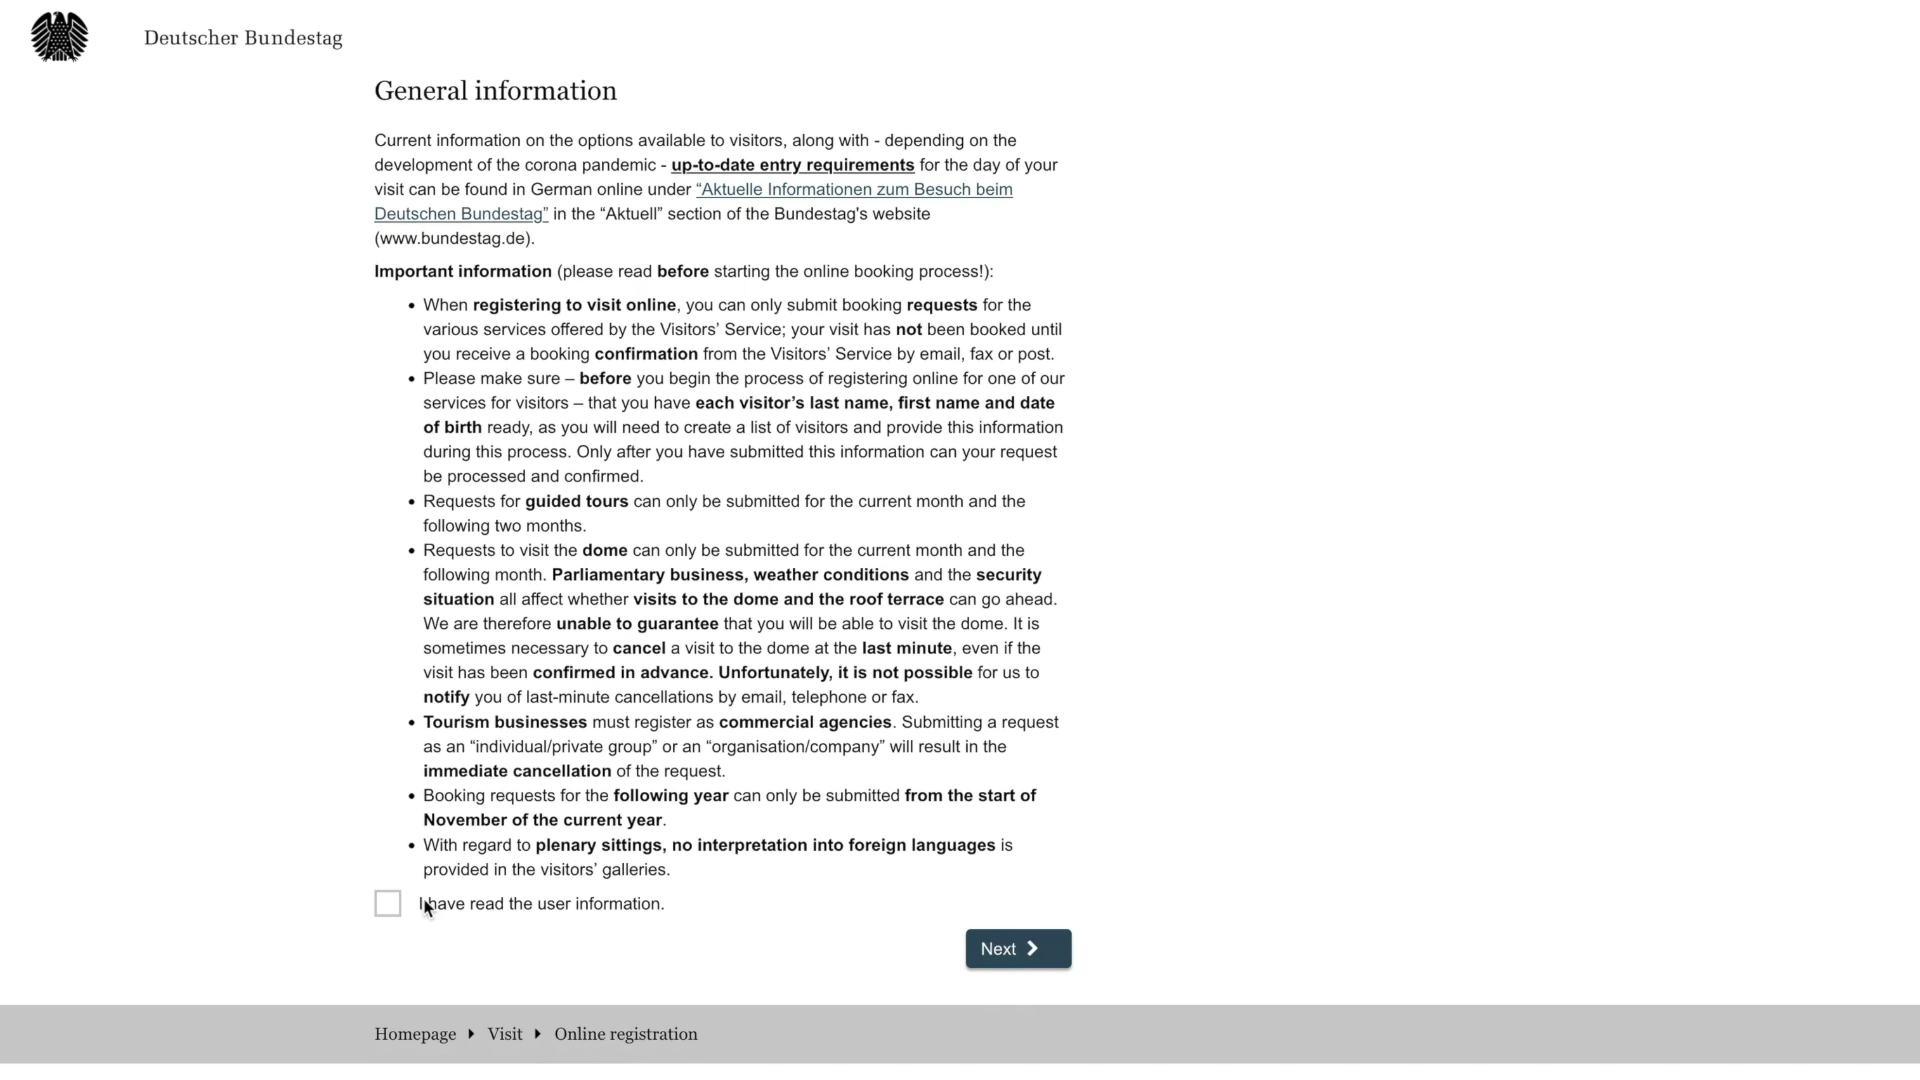 Deutscher Bundestag
General information
Current information on the options available to visitors, along with - depending on the
development of the corona pandemic - up-to-date entry requirements for the day of your
visit can be found in German online under “Aktuelle Informationen zum Besuch beim
Deutschen Bundestag” in the “Aktuell” section of the Bundestag's website
(www.bundestag.de).
Important information (please read before starting the online booking process!):
• When registering to visit online, you can only submit booking requests for the
various services offered by the Visitors’ Service; your visit has not been booked until
you receive a booking confirmation from the Visitors’ Service by email, fax or post.
• Please make sure – before you begin the process of registering online for one of our
services for visitors – that you have each visitor’s last name, first name and date
of birth ready, as you will need to create a list of visitors and provide this information
during this process. Only after you have submitted this information can your request
be processed and confirmed.
• Requests for guided tours can only be submitted for the current month and the
following two months.
• Requests to visit the dome can only be submitted for the current month and the
following month. Parliamentary business, weather conditions and the security
situation all affect whether visits to the dome and the roof terrace can go ahead.
We are therefore unable to guarantee that you will be able to visit the dome. It is
sometimes necessary to cancel a visit to the dome at the last minute, even if the
visit has been confirmed in advance. Unfortunately, it is not possible for us to
notify you of last-minute cancellations by email, telephone or fax.
• Tourism businesses must register as commercial agencies. Submitting a request
as an “individual/private group” or an “organisation/company” will result in the
immediate cancellation of the request.
• Booking requests for the following year can only be submitted from the start of
November of the current year.
• With regard to plenary sittings, no interpretation into foreign languages is
provided in the visitors’ galleries.
I have read the user information.
Next
Homepage Visit Online registration